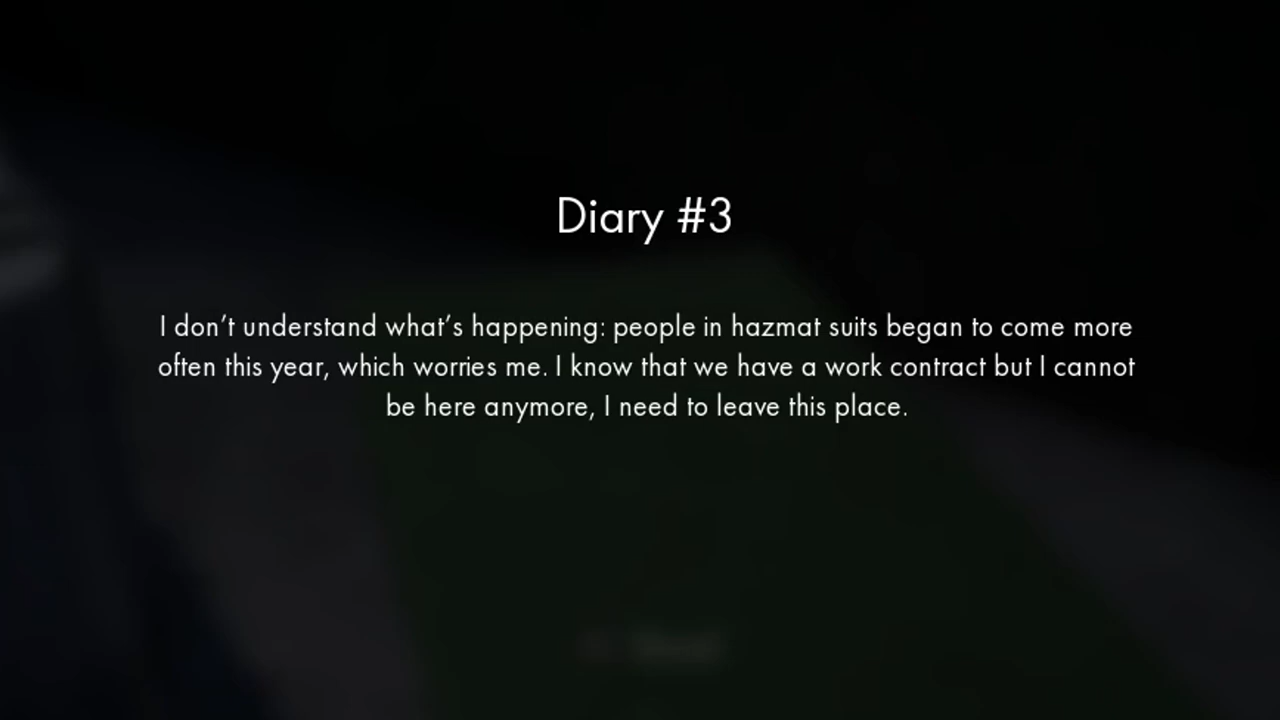 Diary #3
I don’t understand what’s happening: people in hazmat suits began to come more
often this year, which worries me. I know that we have a work contract but I cannot
be here anymore, I need to leave this place.